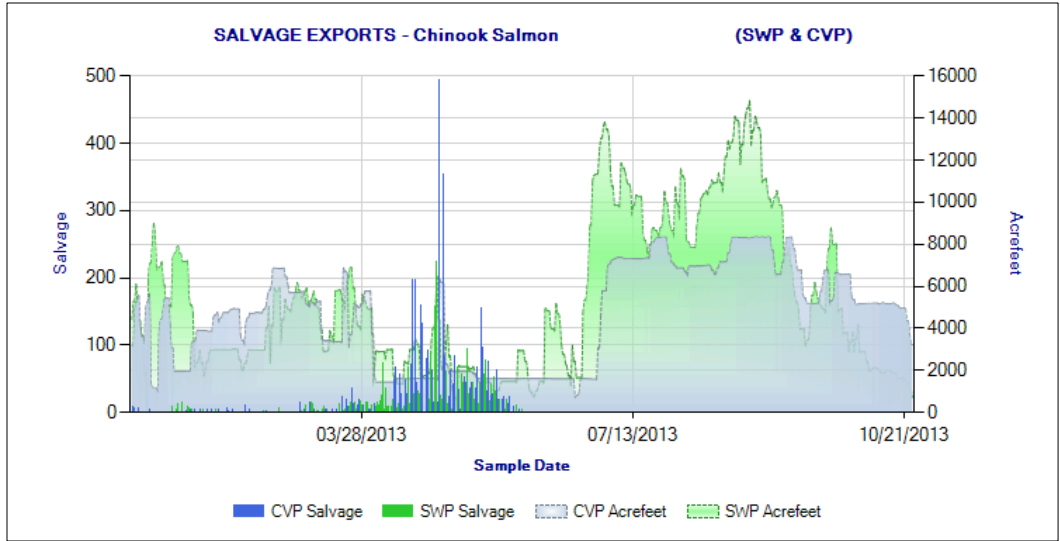 SALVAGE EXPORTS - Chinook Salmon (SWP & CVP)
500 16000
400 14000
12000
300 10000
Salvage Acrefeet
200 8000
6000
100 4000
2000
0 0
03/28/2013 07/13/2013 10/21/2013
Sample Date
CVP Salvage SWP Salvage CVP Acrefeet SWP Acrefeet